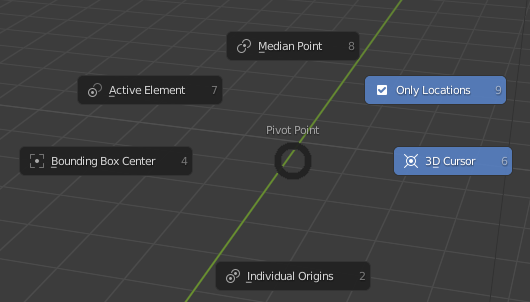 Median Point 8
Active Element 7
Only Locations 9
Pivot Point
Bounding Box Center 4
3D Cursor 6
Individual Origins 2